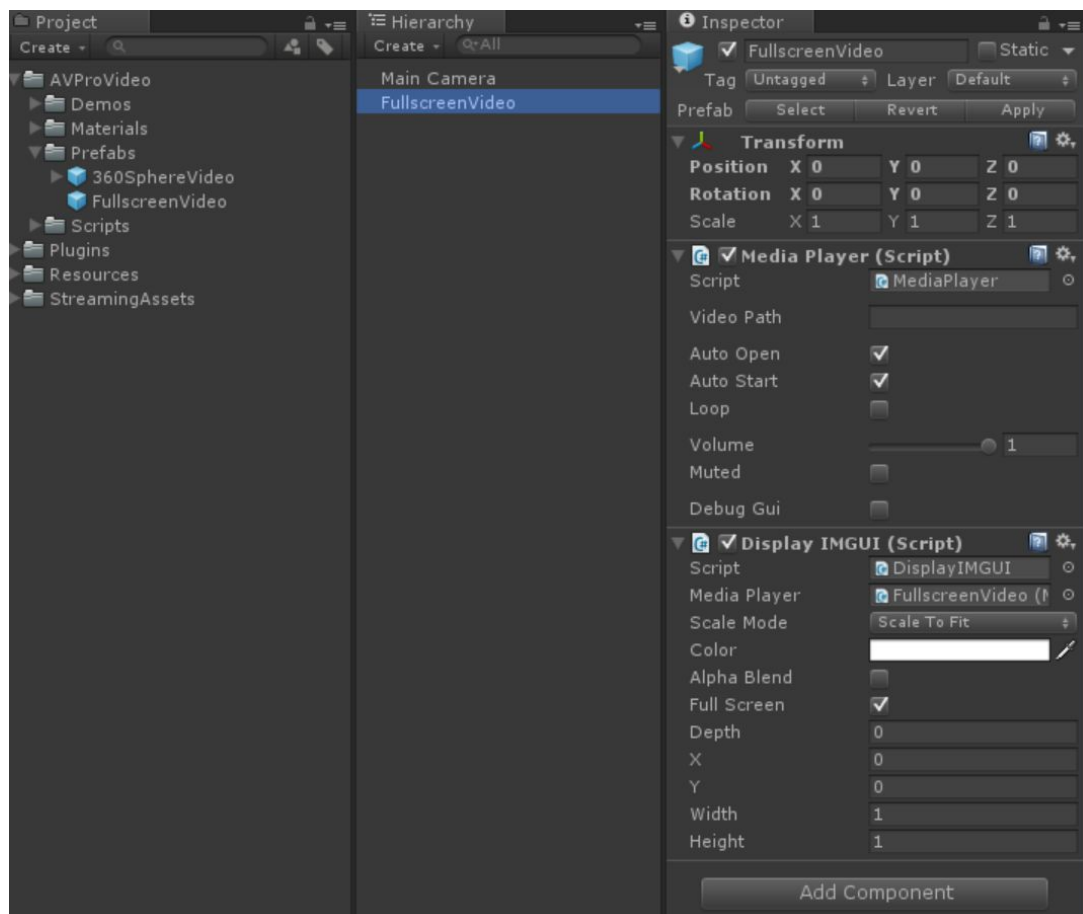 Project
Create
AVProVideo
Demos
Materials
Prefabs
360SphereVideo
FullscreenVideo
Scripts
Plugins
Resources
StreamingAssets
Hierarchy
Create All
Main Camera
FullscreenVideo
Inspector
FullscreenVideo Static
Tag Untagged Layer Default
Prefab Select Revert Apply
Transform
Position X 0 Y 0 Z 0
Rotation X 0 Y 0 Z 0
Scale X 1 Y 1 Z 1
Media Player (Script)
Script MediaPlayer
Video Path
Auto Open
Auto Start
Loop
Volume 1
Muted
Debug Gui
Display IMGUI (Script)
Script DisplayIMGUI
Media Player FullscreenVideo (M
Scale Mode Scale To Fit
Color
Alpha Blend
Full Screen
Depth 0
X 0
Y 0
Width 1
Height 1
Add Component